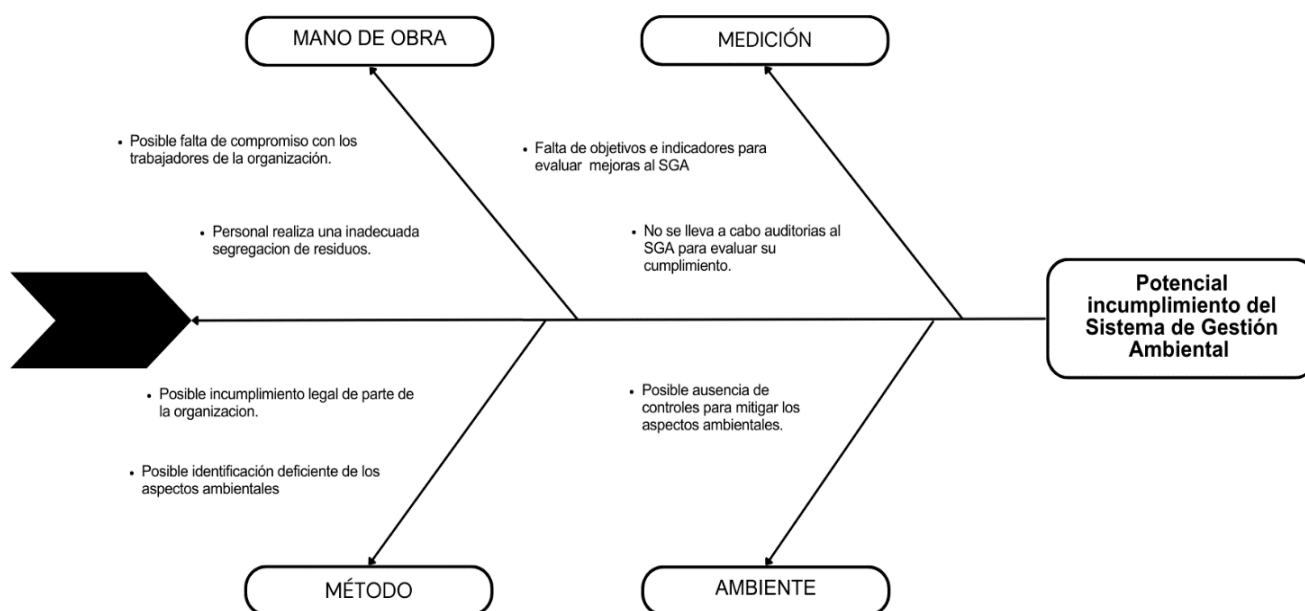 MANO DE OBRA
MEDICIÓN
• Posible falta de compromiso con los
trabajadores de la organización.
• Falta de objetivos e indicadores para
evaluar mejoras al SGA
• Personal realiza una inadecuada
segregacion de residuos.
• No se lleva a cabo auditorias al
SGA para evaluar su
cumplimiento.
Potencial
incumplimiento del
Sistema de Gestión
Ambiental
• Posible incumplimiento legal de parte de
la organizacion.
• Posible ausencia de
controles para mitigar los
aspectos ambientales.
• Posible identificación deficiente de los
aspectos ambientales
MÉTODO
AMBIENTE